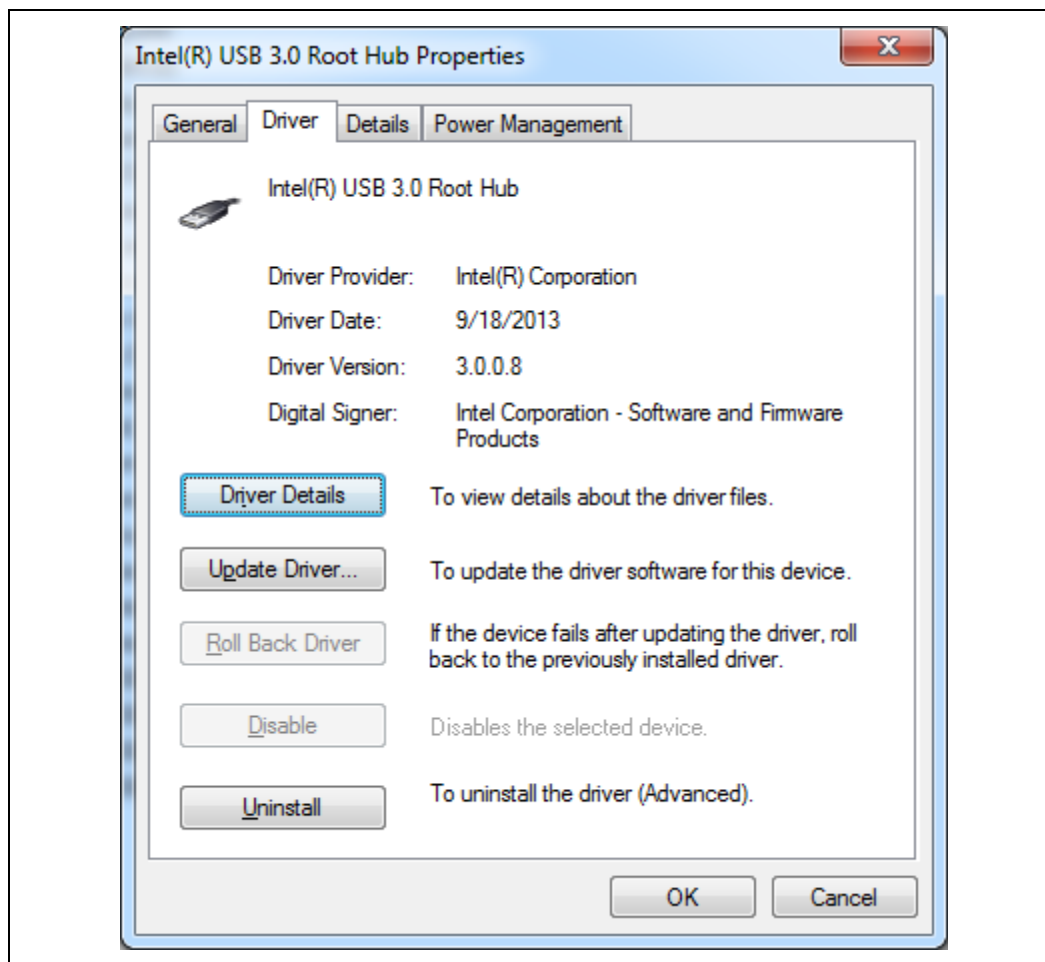 Intel(R) USB 3.0 Root Hub Properties
General Driver Details Power Management
Intel(R) USB 3.0 Root Hub
Driver Provider: Intel(R) Corporation
Driver Date: 9/18/2013
Driver Version: 3.0.0.8
Digital Signer: Intel Corporation - Software and Firmware
Products
Driver Details To view details about the driver files.
Update Driver... To update the driver software for this device.
Roll Back Driver If the device fails after updating the driver, roll
back to the previously installed driver.
Disable Disables the selected device.
Uninstall To uninstall the driver (Advanced).
OK Cancel